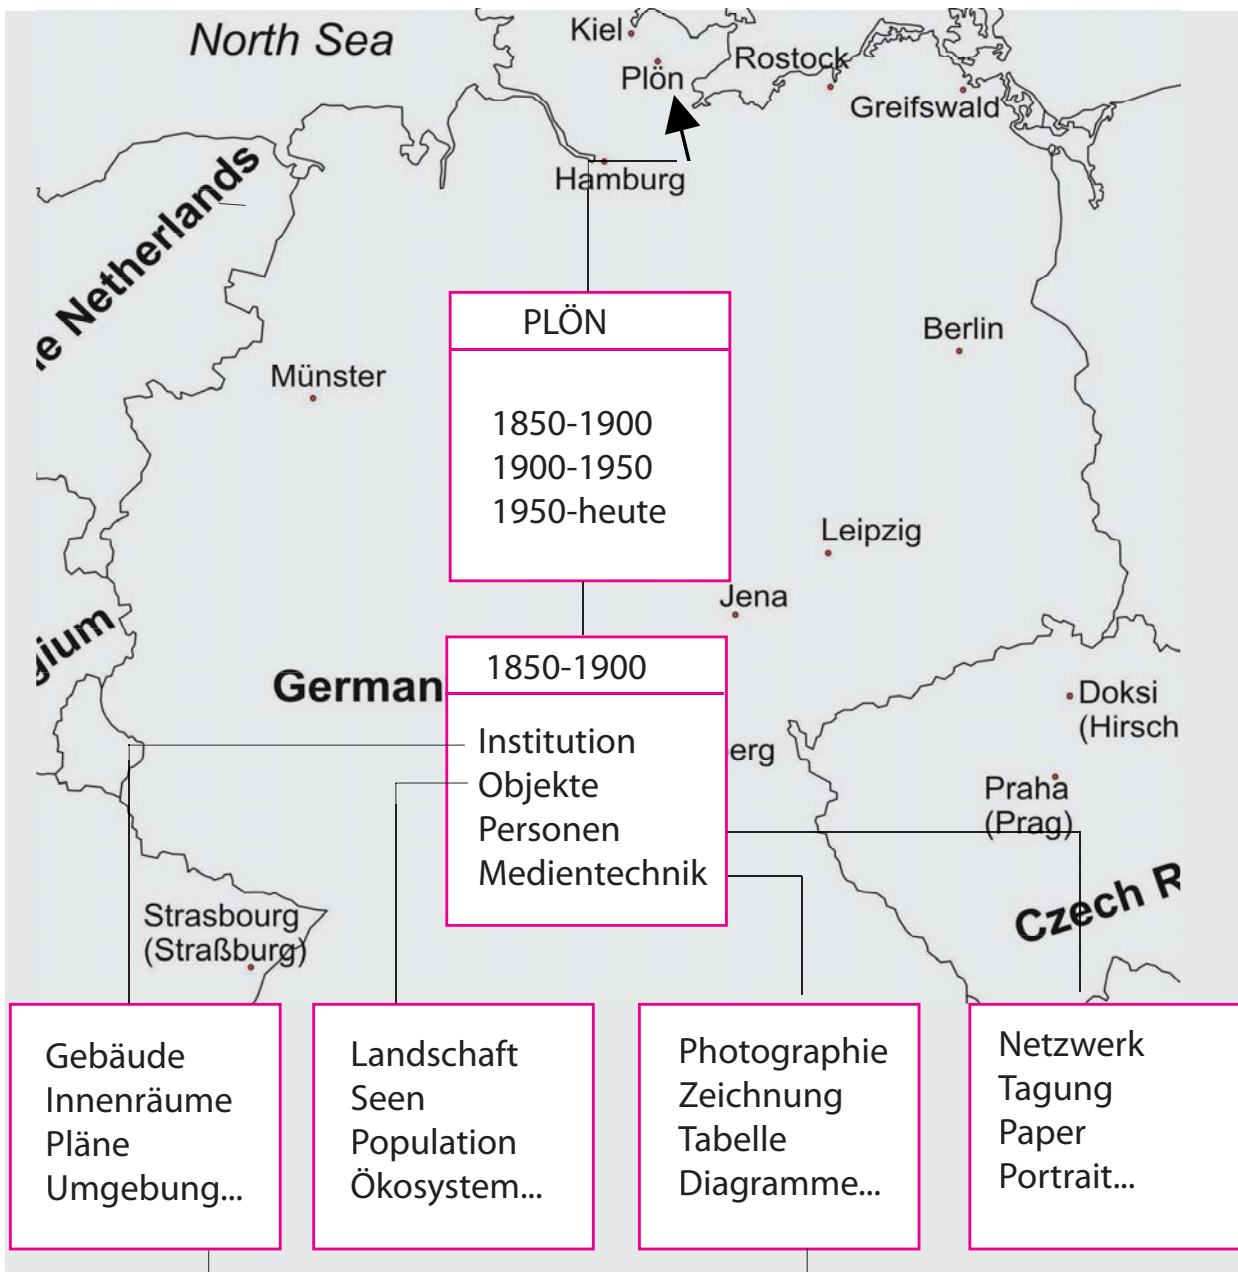 North Sea
Kiel
Rostock
Plön
Greifswald
Hamburg
e Netherlands
PLÖN
Berlin
Münster
1850-1900
1900-1950
1950-heute
Leipzig
Jena
gium
1850-1900
German
Doksi
(Hirsch
Institution
erg
Objekte
Praha
(Prag)
Personen
Medientechnik
Czech R
Strasbourg
(Straßburg)
Gebäude
Innenräume
Pläne
Umgebung...
Landschaft
Seen
Population
Ökosystem...
Photographie
Zeichnung
Tabelle
Diagramme...
Netzwerk
Tagung
Paper
Portrait...